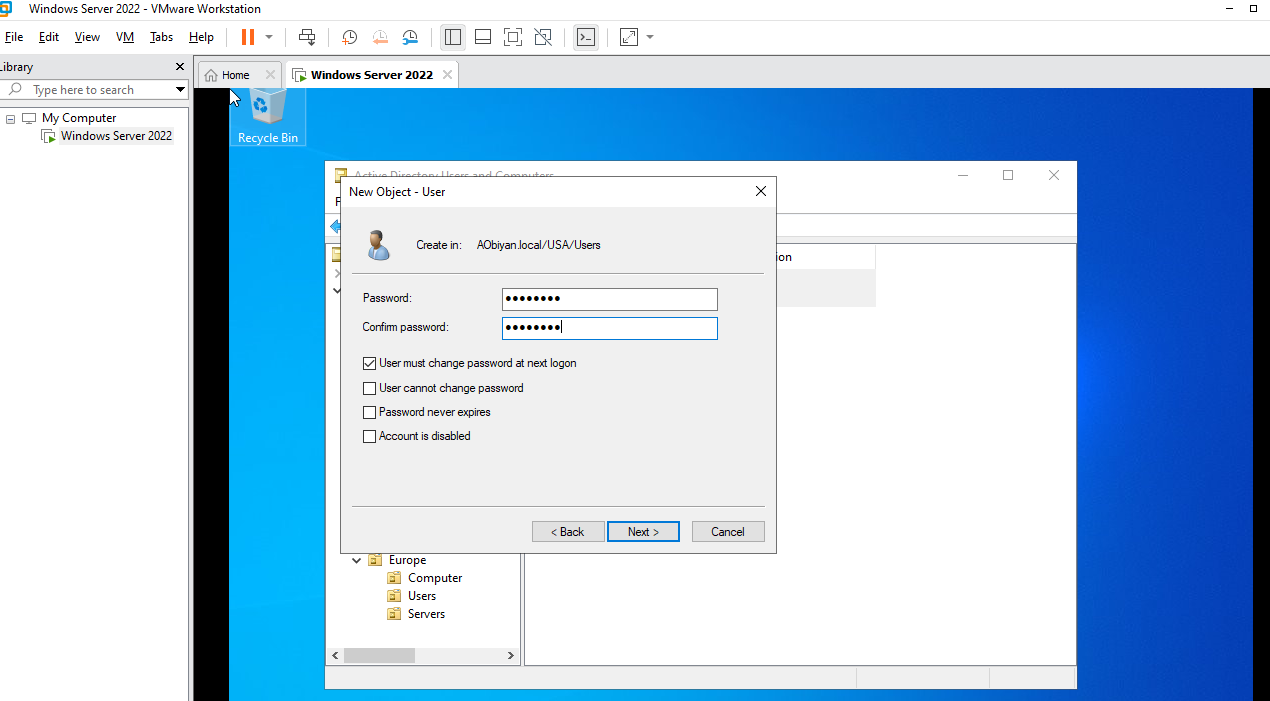 Windows Server 2022 - VMware Workstation
File Edit View VM Tabs Help
Library
Type here to search
My Computer
Windows Server 2022
Home
Windows Server 2022
Recycle Bin
Active Directory Users and Computers
New Object - User
Create in: AObiyan.local/USA/Users
Password: ●●●●●●●●
Confirm password: ●●●●●●●●
User must change password at next logon
User cannot change password
Password never expires
Account is disabled
< Back
Next >
Cancel
Europe
Computer
Users
Servers